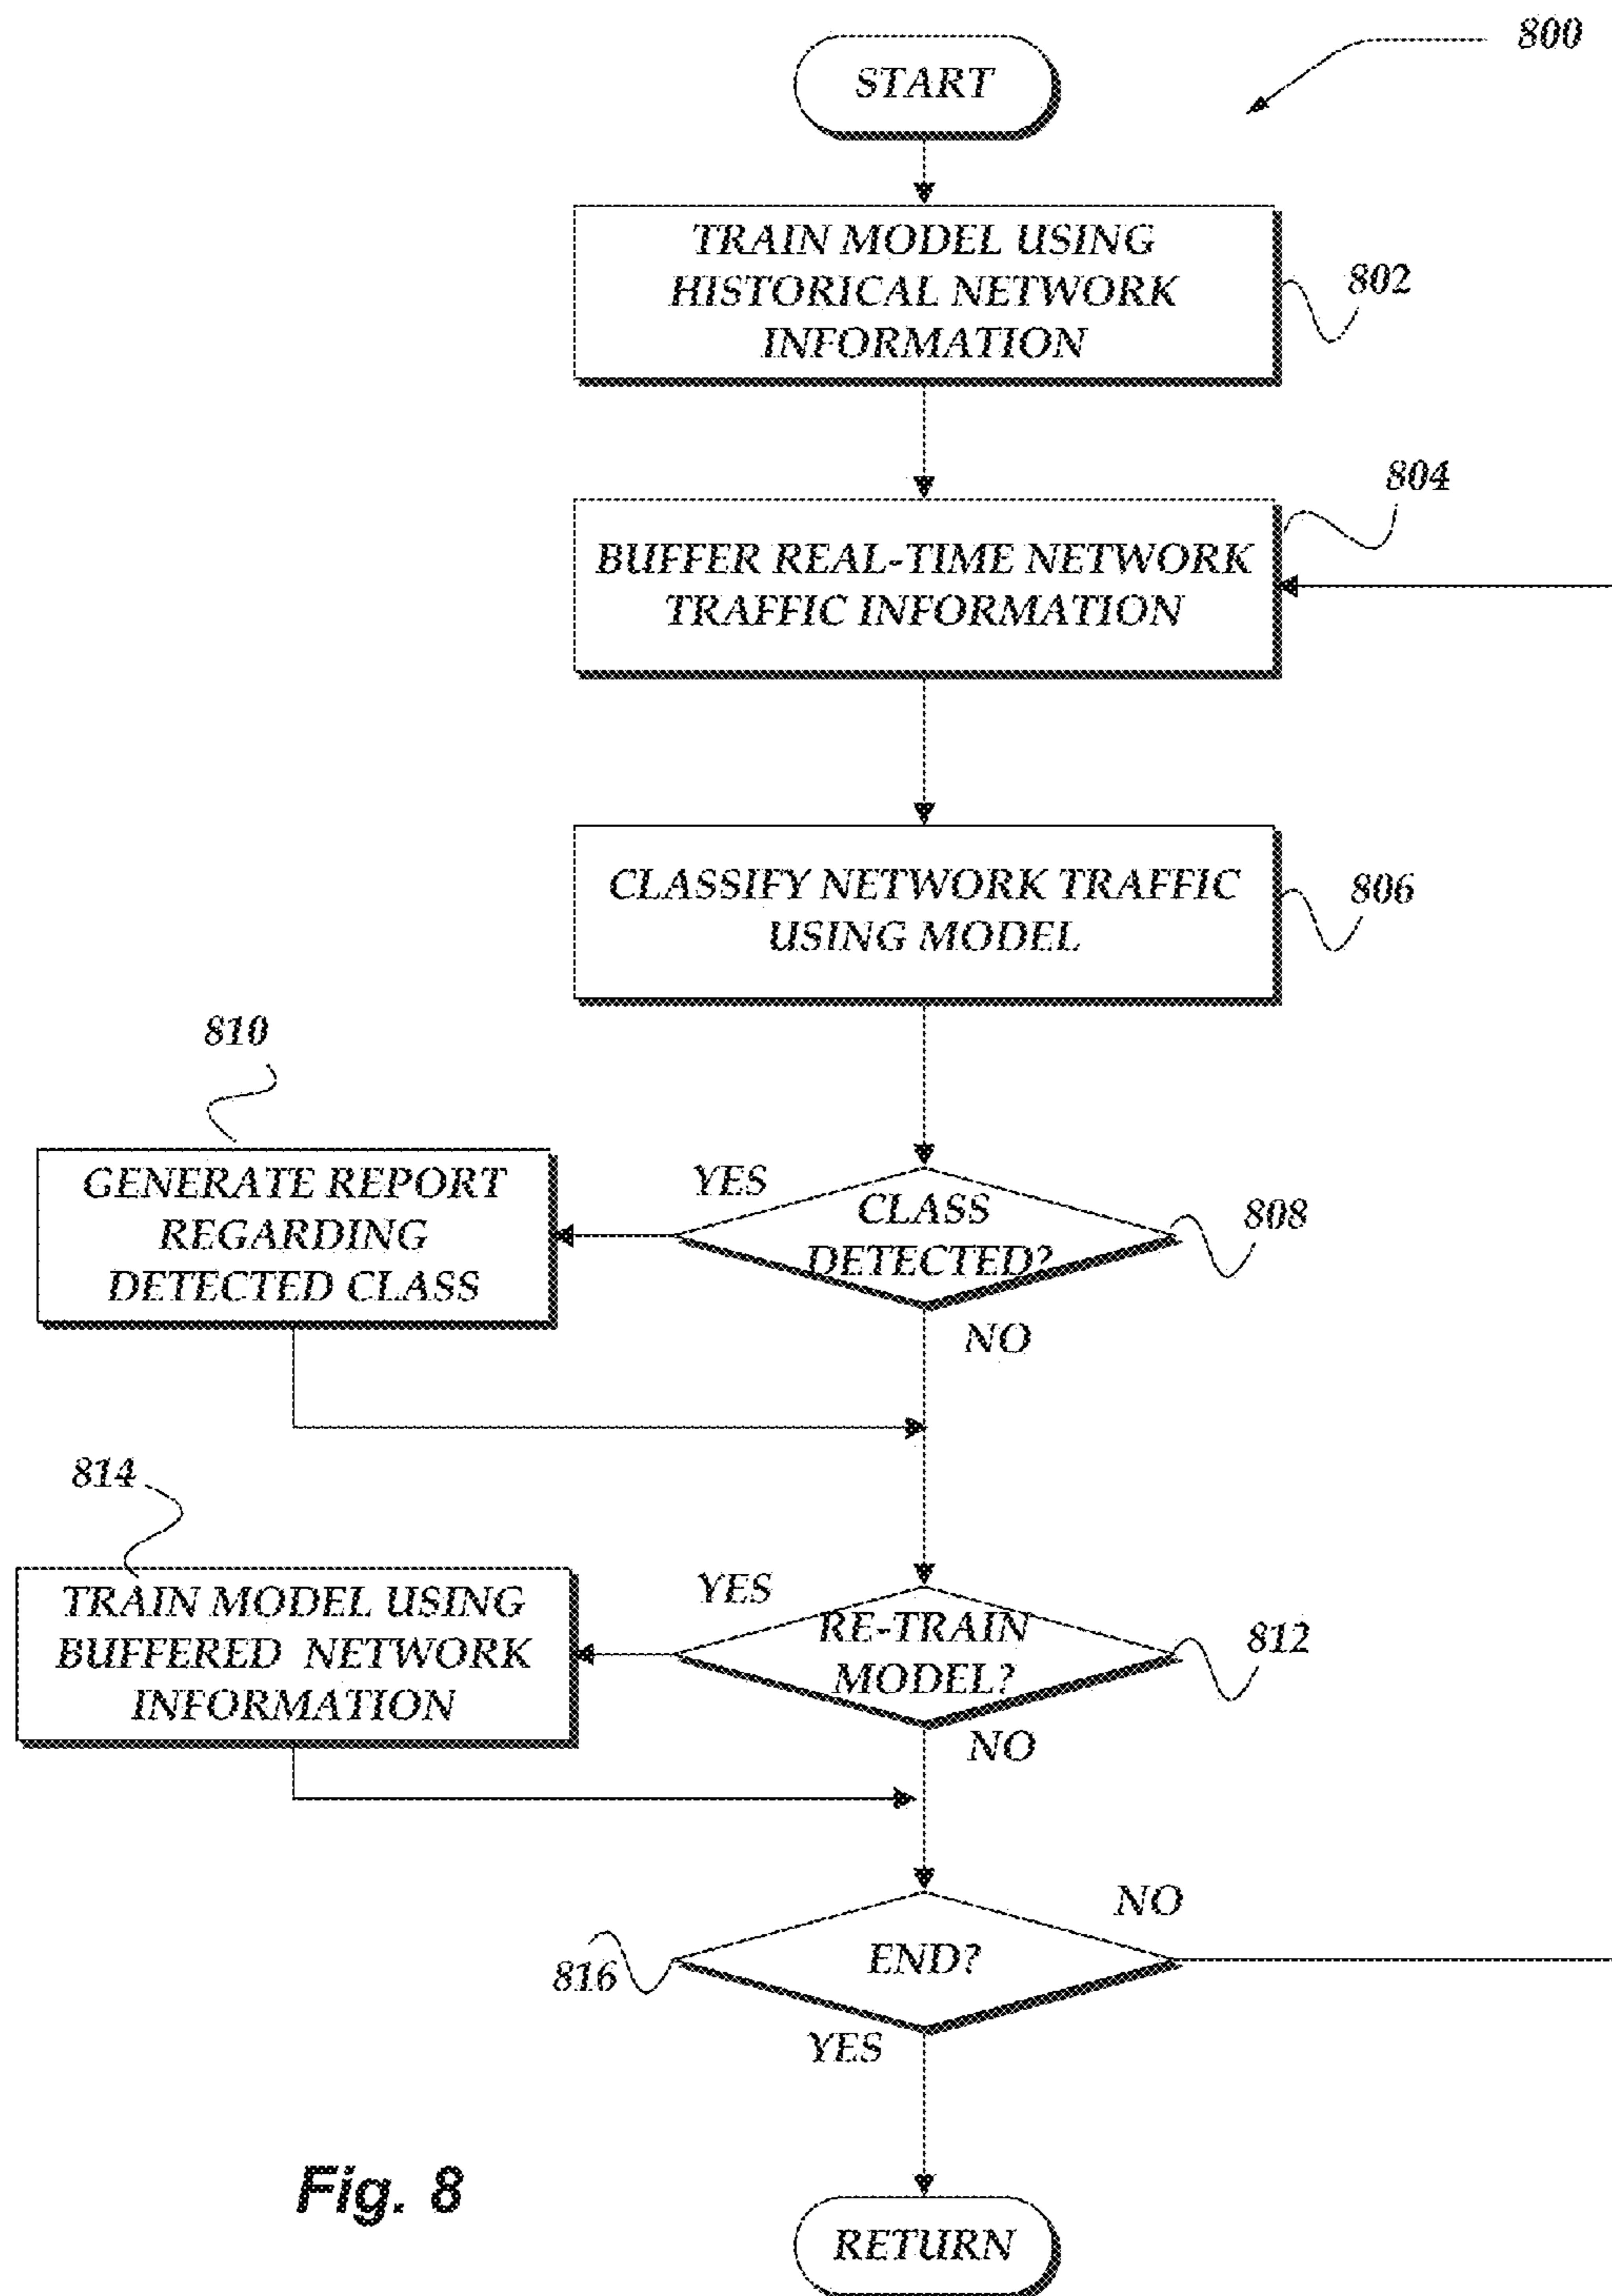 800
START
TRAIN MODEL USING
HISTORICAL NETWORK
INFORMATION
802
804
BUFFER REAL-TIME NETWORK
TRAFFIC INFORMATION
CLASSIFY NETWORK TRAFFIC
USING MODEL
806
810
GENERATE REPORT
REGARDING
DETECTED CLASS
YES
CLASS
DETECTED?
808
NO
814
TRAIN MODEL USING
BUFFERED NETWORK
INFORMATION
YES
RE-TRAIN
MODEL?
812
NO
NO
END?
816
YES
RETURN
Fig. 8